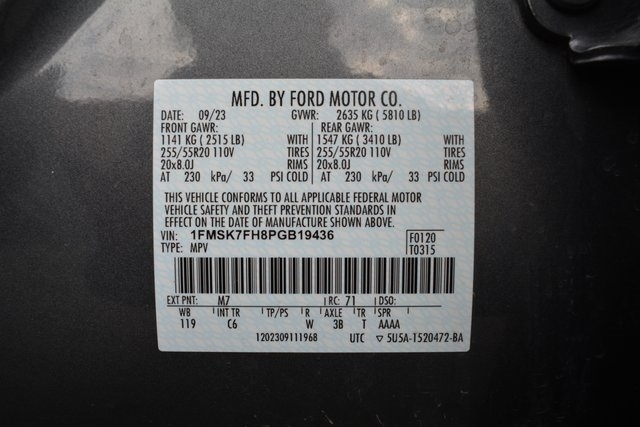 MFD. BY FORD MOTOR CO.
DATE: 09/23 GVWR: 2635 KG ( 5810 LB)
FRONT GAWR: REAR GAWR:
1141 KG ( 2515 LB) WITH 1547 KG ( 3410 LB) WITH
255/55R20 110V TIRES 255/55R20 110V TIRES
20x8.0J RIMS 20x8.0J RIMS
AT 230 kPa/ 33 PSI COLD AT 230 kPa/ 33 PSI COLD
THIS VEHICLE CONFORMS TO ALL APPLICABLE FEDERAL MOTOR
VEHICLE SAFETY AND THEFT PREVENTION STANDARDS IN
EFFECT ON THE DATE OF MANUFACTURE SHOWN ABOVE.
VIN: 1FMSK7FH8PGB19436 F0120
TYPE: MPV T0315
EXT PNT: M7 RC: 71 DSO:
WB INT TR TP/PS R AXLE TR SPR
119 C6 W 3B T AAAA
1202309111968 UTC ▽ 5U5A-1520472-BA